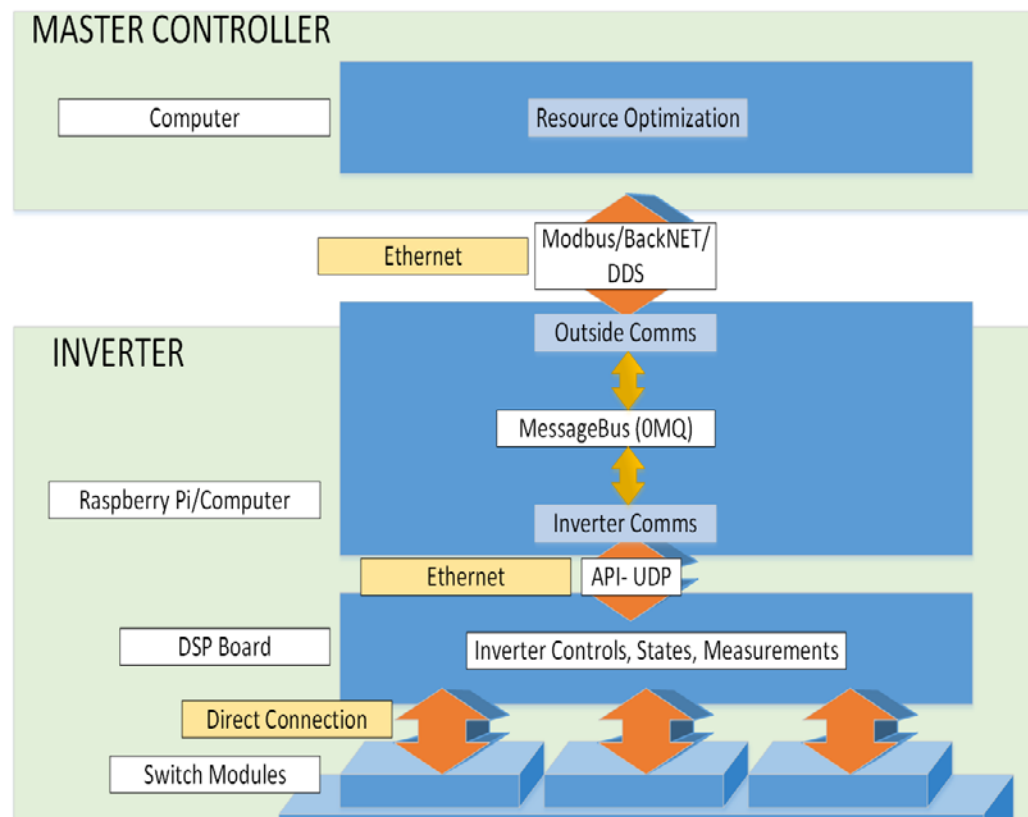 MASTER CONTROLLER
Computer
Resource Optimization
Ethernet
Modbus/BackNET/
DDS
INVERTER
Outside Comms
MessageBus (0MQ)
Raspberry Pi/Computer
Inverter Comms
Ethernet
API- UDP
DSP Board
Inverter Controls, States, Measurements
Direct Connection
Switch Modules